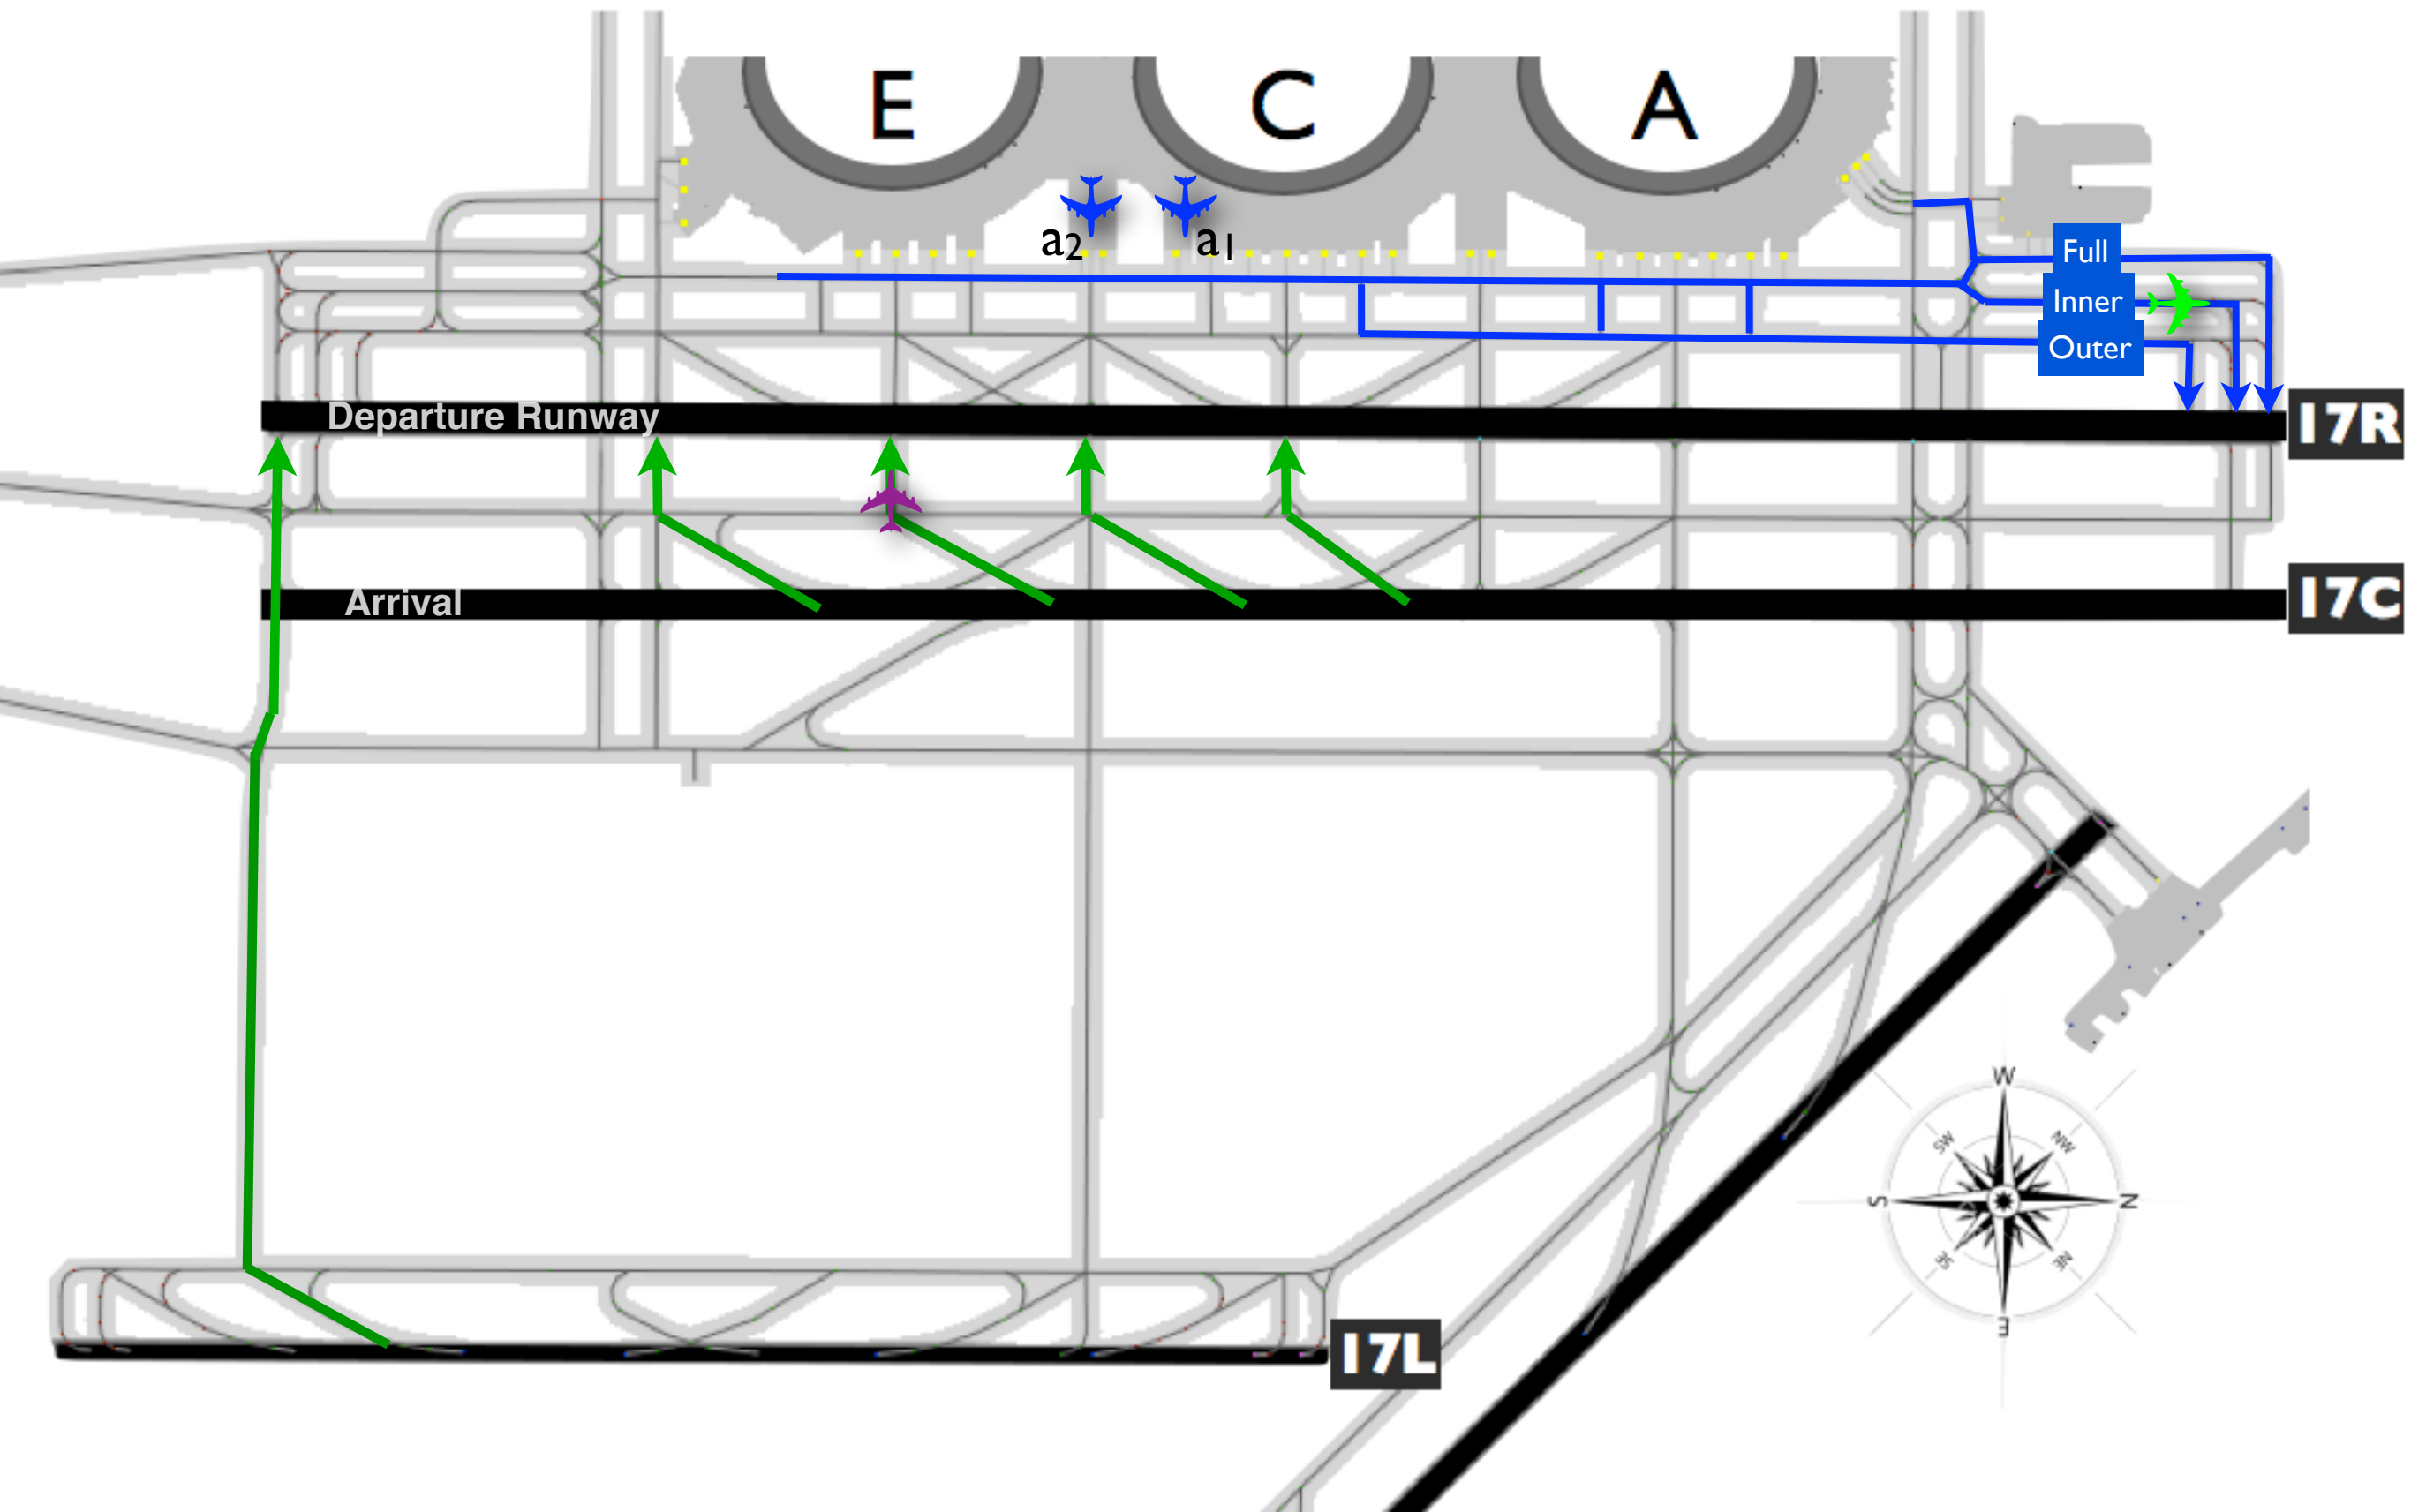 E
C
A
a2
a1
Full
Inner
Outer
Departure Runway
17R
Arrival
17C
W
SW
NW
S
N
SE
NE
E
17L